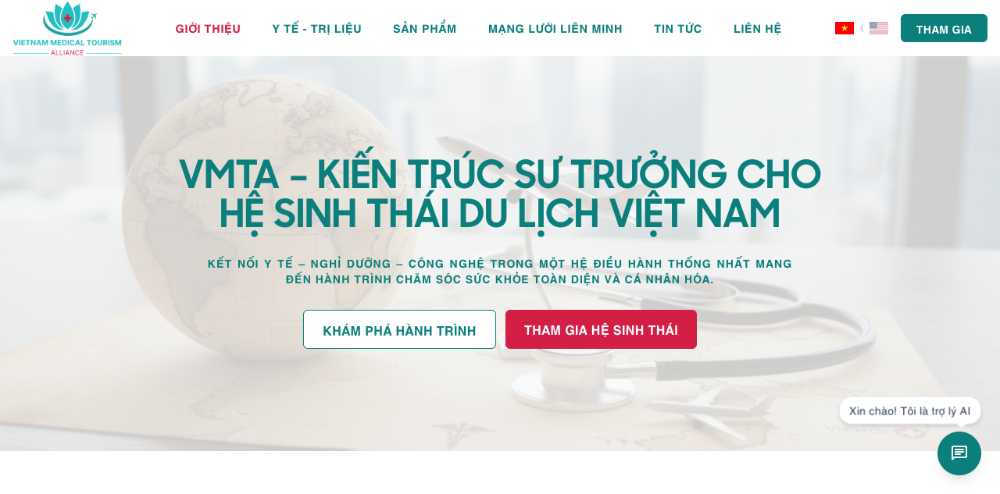 VIETNAM MEDICAL TOURISM
ALLIANCE
GIỚI THIỆU
Y TẾ - TRỊ LIỆU
SẢN PHẨM
MẠNG LƯỚI LIÊN MINH
TIN TỨC
LIÊN HỆ
|
THAM GIA
VMTA – KIẾN TRÚC SƯ TRƯỞNG CHO
HỆ SINH THÁI DU LỊCH VIỆT NAM
KẾT NỐI Y TẾ – NGHỈ DƯỠNG – CÔNG NGHỆ TRONG MỘT HỆ ĐIỀU HÀNH THỐNG NHẤT MANG
ĐẾN HÀNH TRÌNH CHĂM SÓC SỨC KHỎE TOÀN DIỆN VÀ CÁ NHÂN HÓA.
KHÁM PHÁ HÀNH TRÌNH
THAM GIA HỆ SINH THÁI
Xin chào! Tôi là trợ lý AI